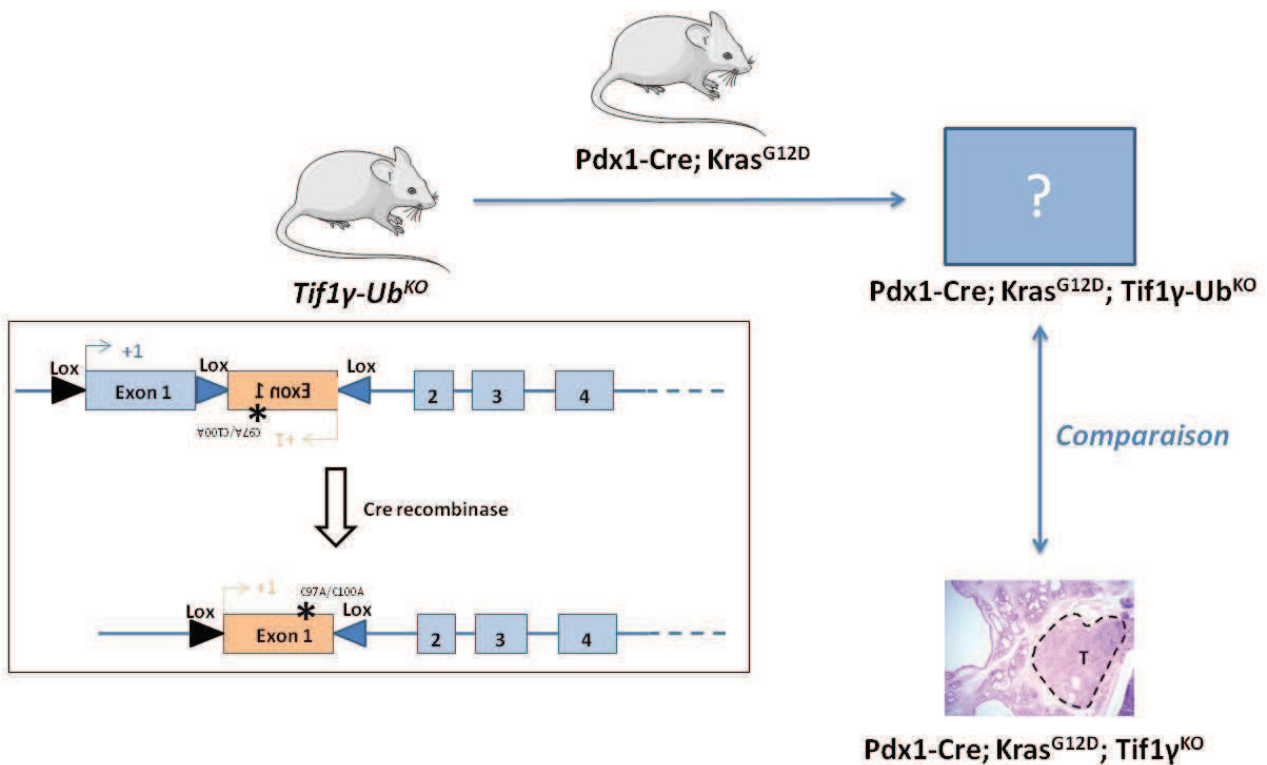 Pdx1-Cre; Kras^G12D
?
Tif1γ-Ub^KO
Pdx1-Cre; Kras^G12D; Tif1γ-Ub^KO
Lox
+1
Lox
Lox
Exon 1
Exon 1
2
3
4
C97A/C100A
*
+1
Comparaison
Cre recombinase
+1
C97A/C100A
Lox
*
Lox
Exon 1
2
3
4
T
Pdx1-Cre; Kras^G12D; Tif1γ^KO